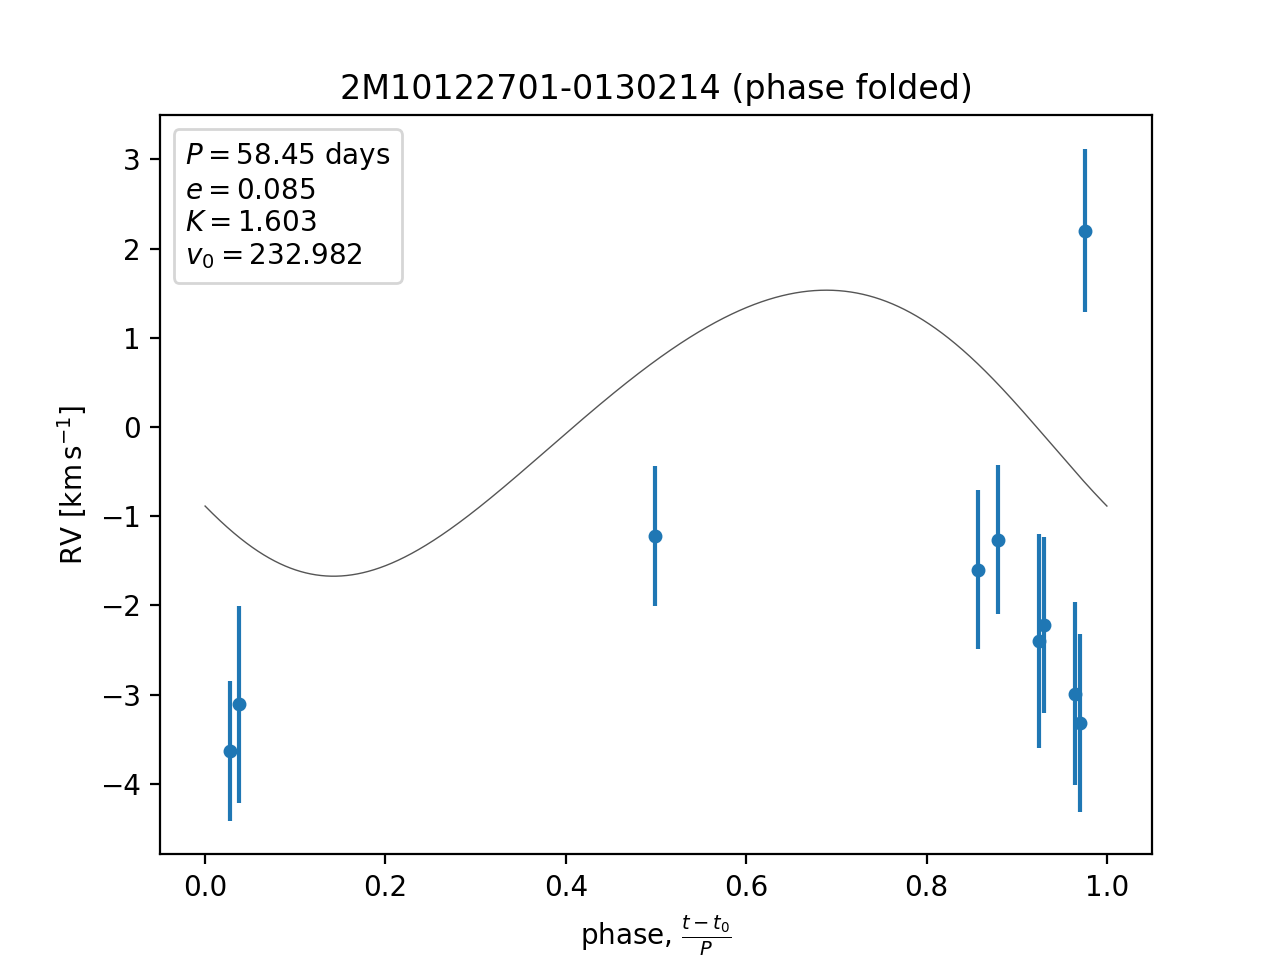 2M10122701-0130214 (phase folded)
P = 58.45 days
e = 0.085
K = 1.603
v₀ = 232.982
3
2
1
0
−1
−2
−3
−4
RV [km s⁻¹]
0.0 0.2 0.4 0.6 0.8 1.0
phase, (t − t₀)/P